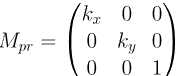 M_{pr} = \begin{pmatrix} k_x & 0 & 0 \\ 0 & k_y & 0 \\ 0 & 0 & 1 \end{pmatrix}